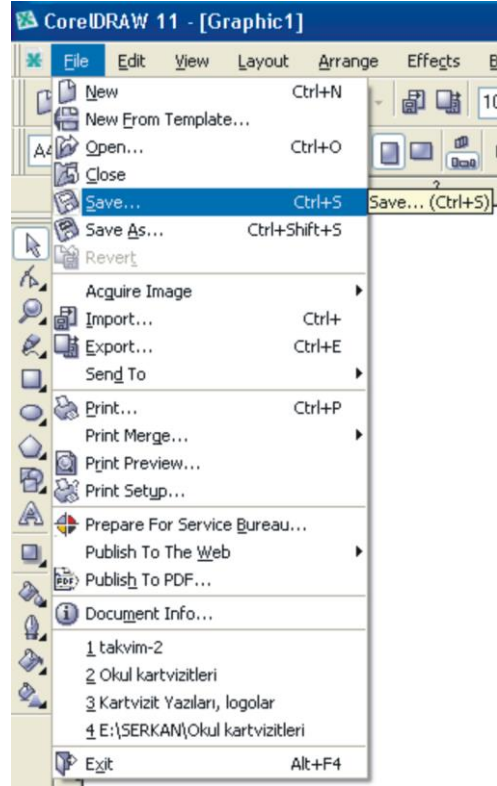 CorelDRAW 11 - [Graphic1]
File Edit View Layout Arrange Effects
New Ctrl+N
New From Template...
Open... Ctrl+O
Close
Save... Ctrl+S
Save... (Ctrl+S)
Save As... Ctrl+Shift+S
Revert
Acquire Image
Import... Ctrl+
Export... Ctrl+E
Send To
Print... Ctrl+P
Print Merge...
Print Preview...
Print Setup...
Prepare For Service Bureau...
Publish To The Web
Publish To PDF...
Document Info...
1 takvim-2
2 Okul kartvizitleri
3 Kartvizit Yazıları, logolar
4 E:\SERKAN\Okul kartvizitleri
Exit Alt+F4